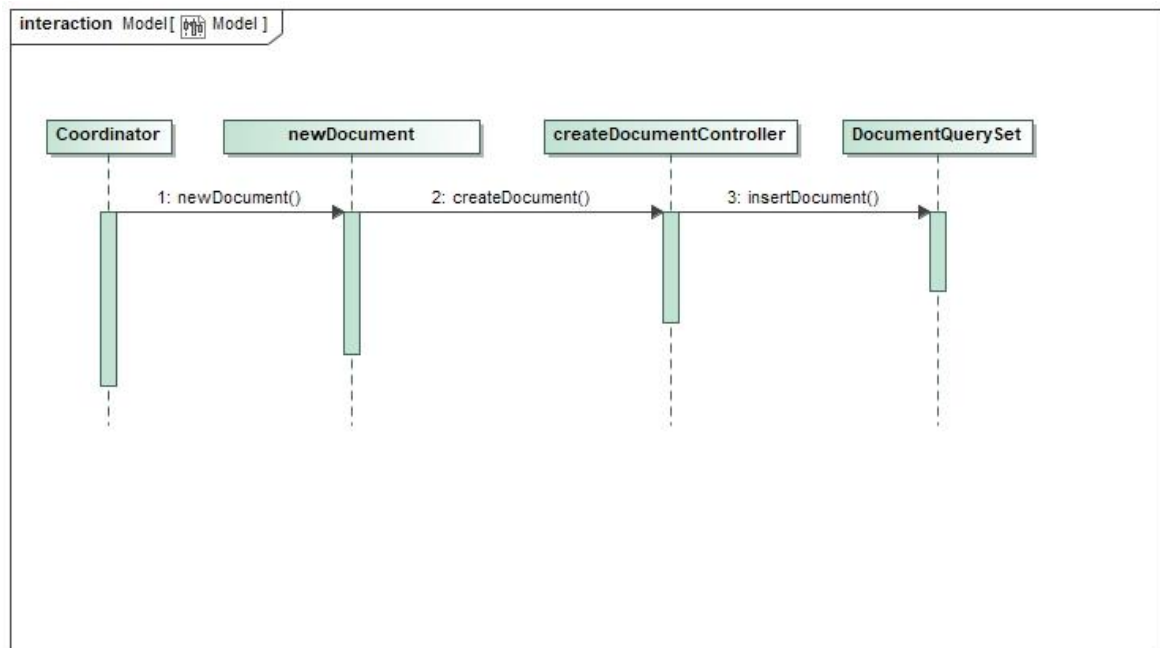 interaction Model[ Model ]
Coordinator newDocument createDocumentController DocumentQuerySet
1: newDocument() 2: createDocument() 3: insertDocument()